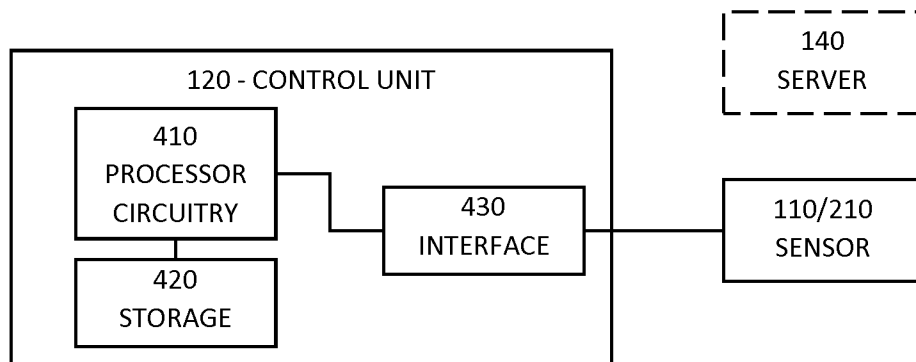 120 - CONTROL UNIT
410
PROCESSOR
CIRCUITRY
420
STORAGE
430
INTERFACE
140
SERVER
110/210
SENSOR